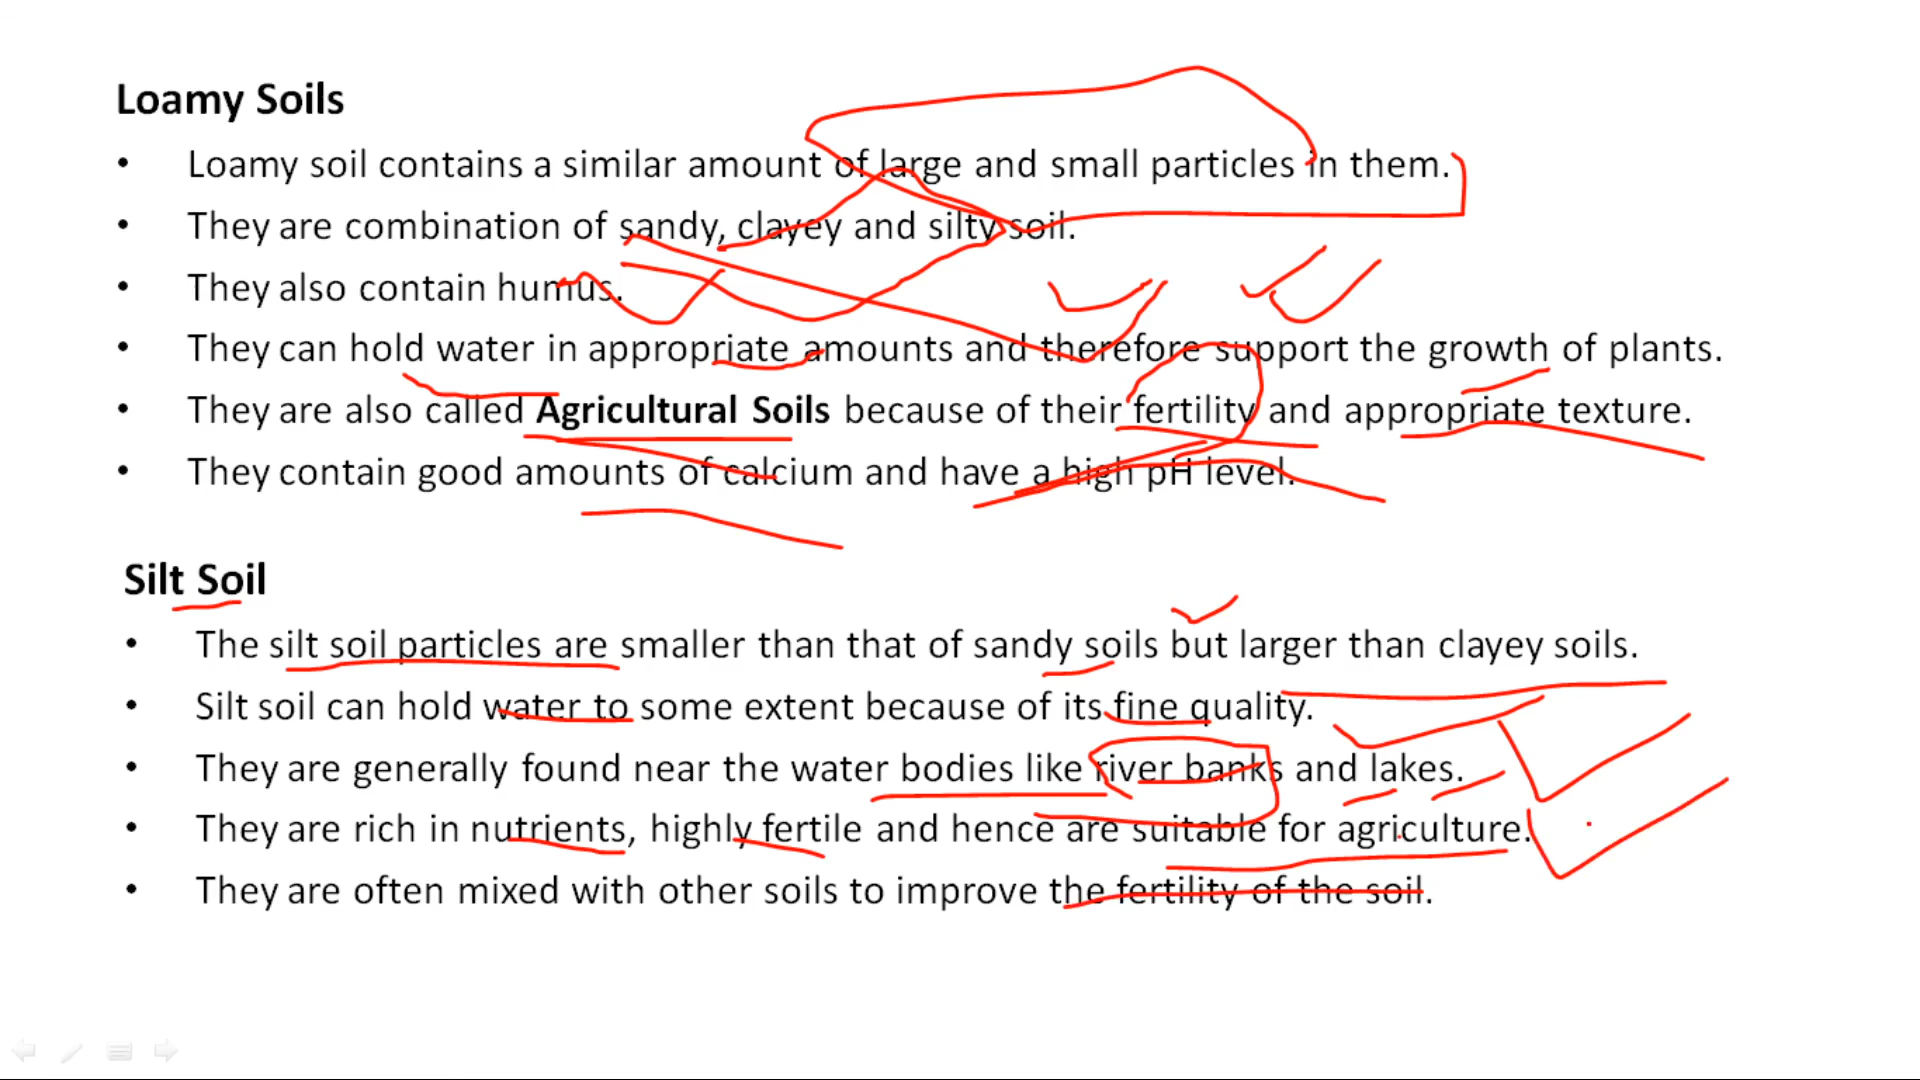 Loamy Soils
• Loamy soil contains a similar amount of large and small particles in them.
• They are combination of sandy, clayey and silty soil.
• They also contain humus.
• They can hold water in appropriate amounts and therefore support the growth of plants.
• They are also called Agricultural Soils because of their fertility and appropriate texture.
• They contain good amounts of calcium and have a high pH level.
Silt Soil
• The silt soil particles are smaller than that of sandy soils but larger than clayey soils.
• Silt soil can hold water to some extent because of its fine quality.
• They are generally found near the water bodies like river banks and lakes.
• They are rich in nutrients, highly fertile and hence are suitable for agriculture.
• They are often mixed with other soils to improve the fertility of the soil.